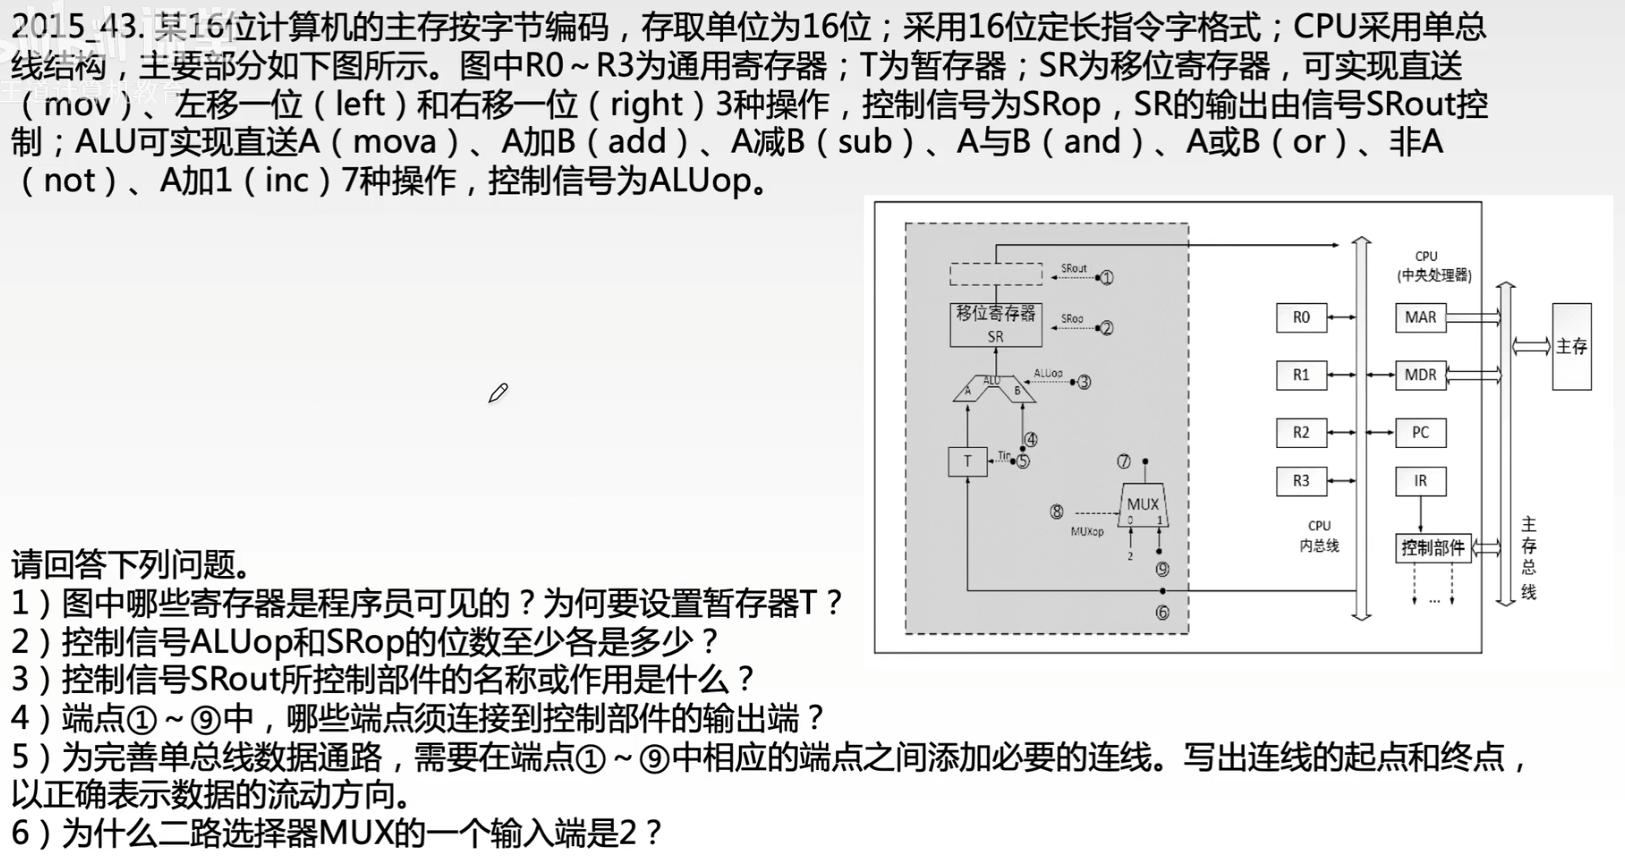 2015_43. 某16位计算机的主存按字节编码，存取单位为16位；采用16位定长指令字格式；CPU采用单总
线结构，主要部分如下图所示。图中R0～R3为通用寄存器；T为暂存器；SR为移位寄存器，可实现直送
（mov）、左移一位（left）和右移一位（right）3种操作，控制信号为SRop，SR的输出由信号SRout控
制；ALU可实现直送A（mova）、A加B（add）、A减B（sub）、A与B（and）、A或B（or）、非A
（not）、A加1（inc）7种操作，控制信号为ALUop。
王道计算机教育
SRout
①
移位寄存器
SR
SRop
②
ALU
A
B
ALUop
③
④
T
Tin
⑤
⑦
MUX
0 1
⑧
MUXop
2
⑨
⑥
CPU
(中央处理器)
R0
MAR
主存
R1
MDR
R2
PC
R3
IR
CPU
内总线
控制部件
...
主存总线
请回答下列问题。
1）图中哪些寄存器是程序员可见的？为何要设置暂存器T？
2）控制信号ALUop和SRop的位数至少各是多少？
3）控制信号SRout所控制部件的名称或作用是什么？
4）端点①～⑨中，哪些端点须连接到控制部件的输出端？
5）为完善单总线数据通路，需要在端点①～⑨中相应的端点之间添加必要的连线。写出连线的起点和终点，
以正确表示数据的流动方向。
6）为什么二路选择器MUX的一个输入端是2？